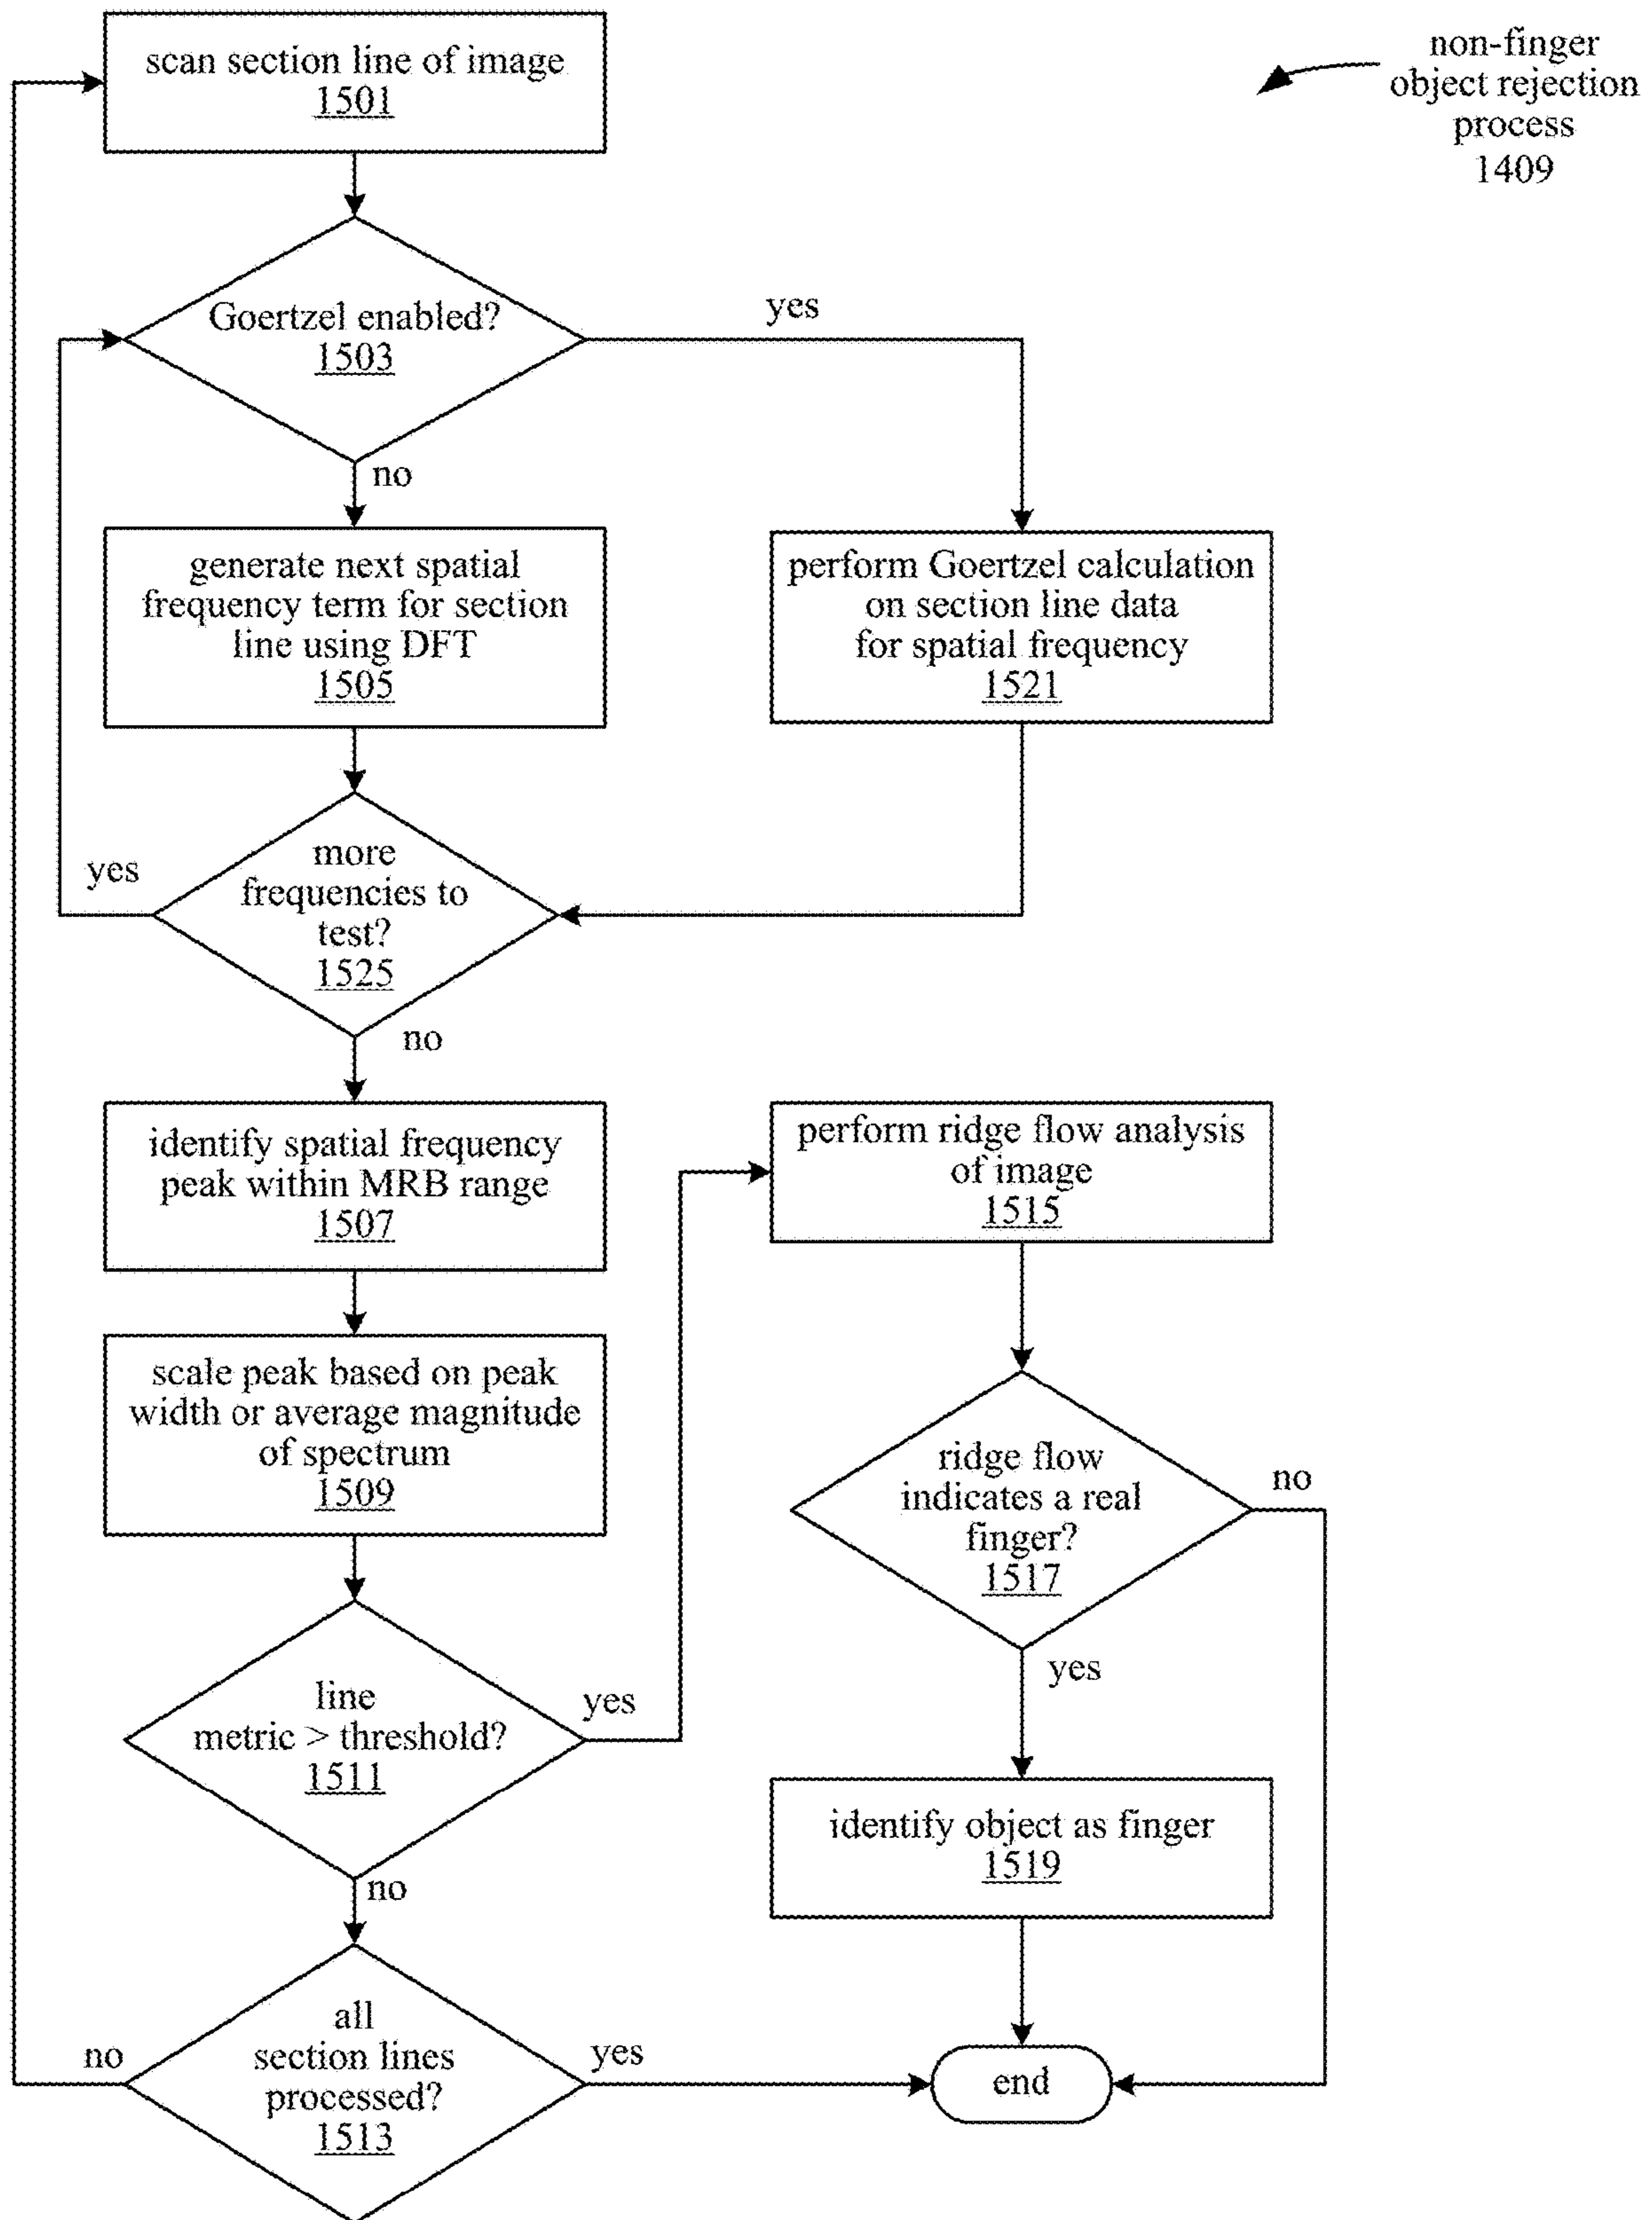 non-finger
object rejection
process
1409
scan section line of image
1501
Goertzel enabled?
1503
yes
no
generate next spatial
frequency term for section
line using DFT
1505
perform Goertzel calculation
on section line data
for spatial frequency
1521
more
frequencies to
test?
1525
yes
no
identify spatial frequency
peak within MRB range
1507
scale peak based on peak
width or average magnitude
of spectrum
1509
line
metric > threshold?
1511
yes
no
perform ridge flow analysis
of image
1515
ridge flow
indicates a real
finger?
1517
no
yes
identify object as finger
1519
all
section lines
processed?
1513
no
yes
end